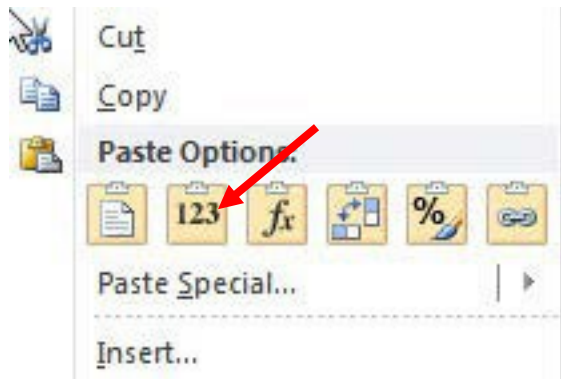 Cut
Copy
Paste Options:
123 fx %
Paste Special...
Insert...